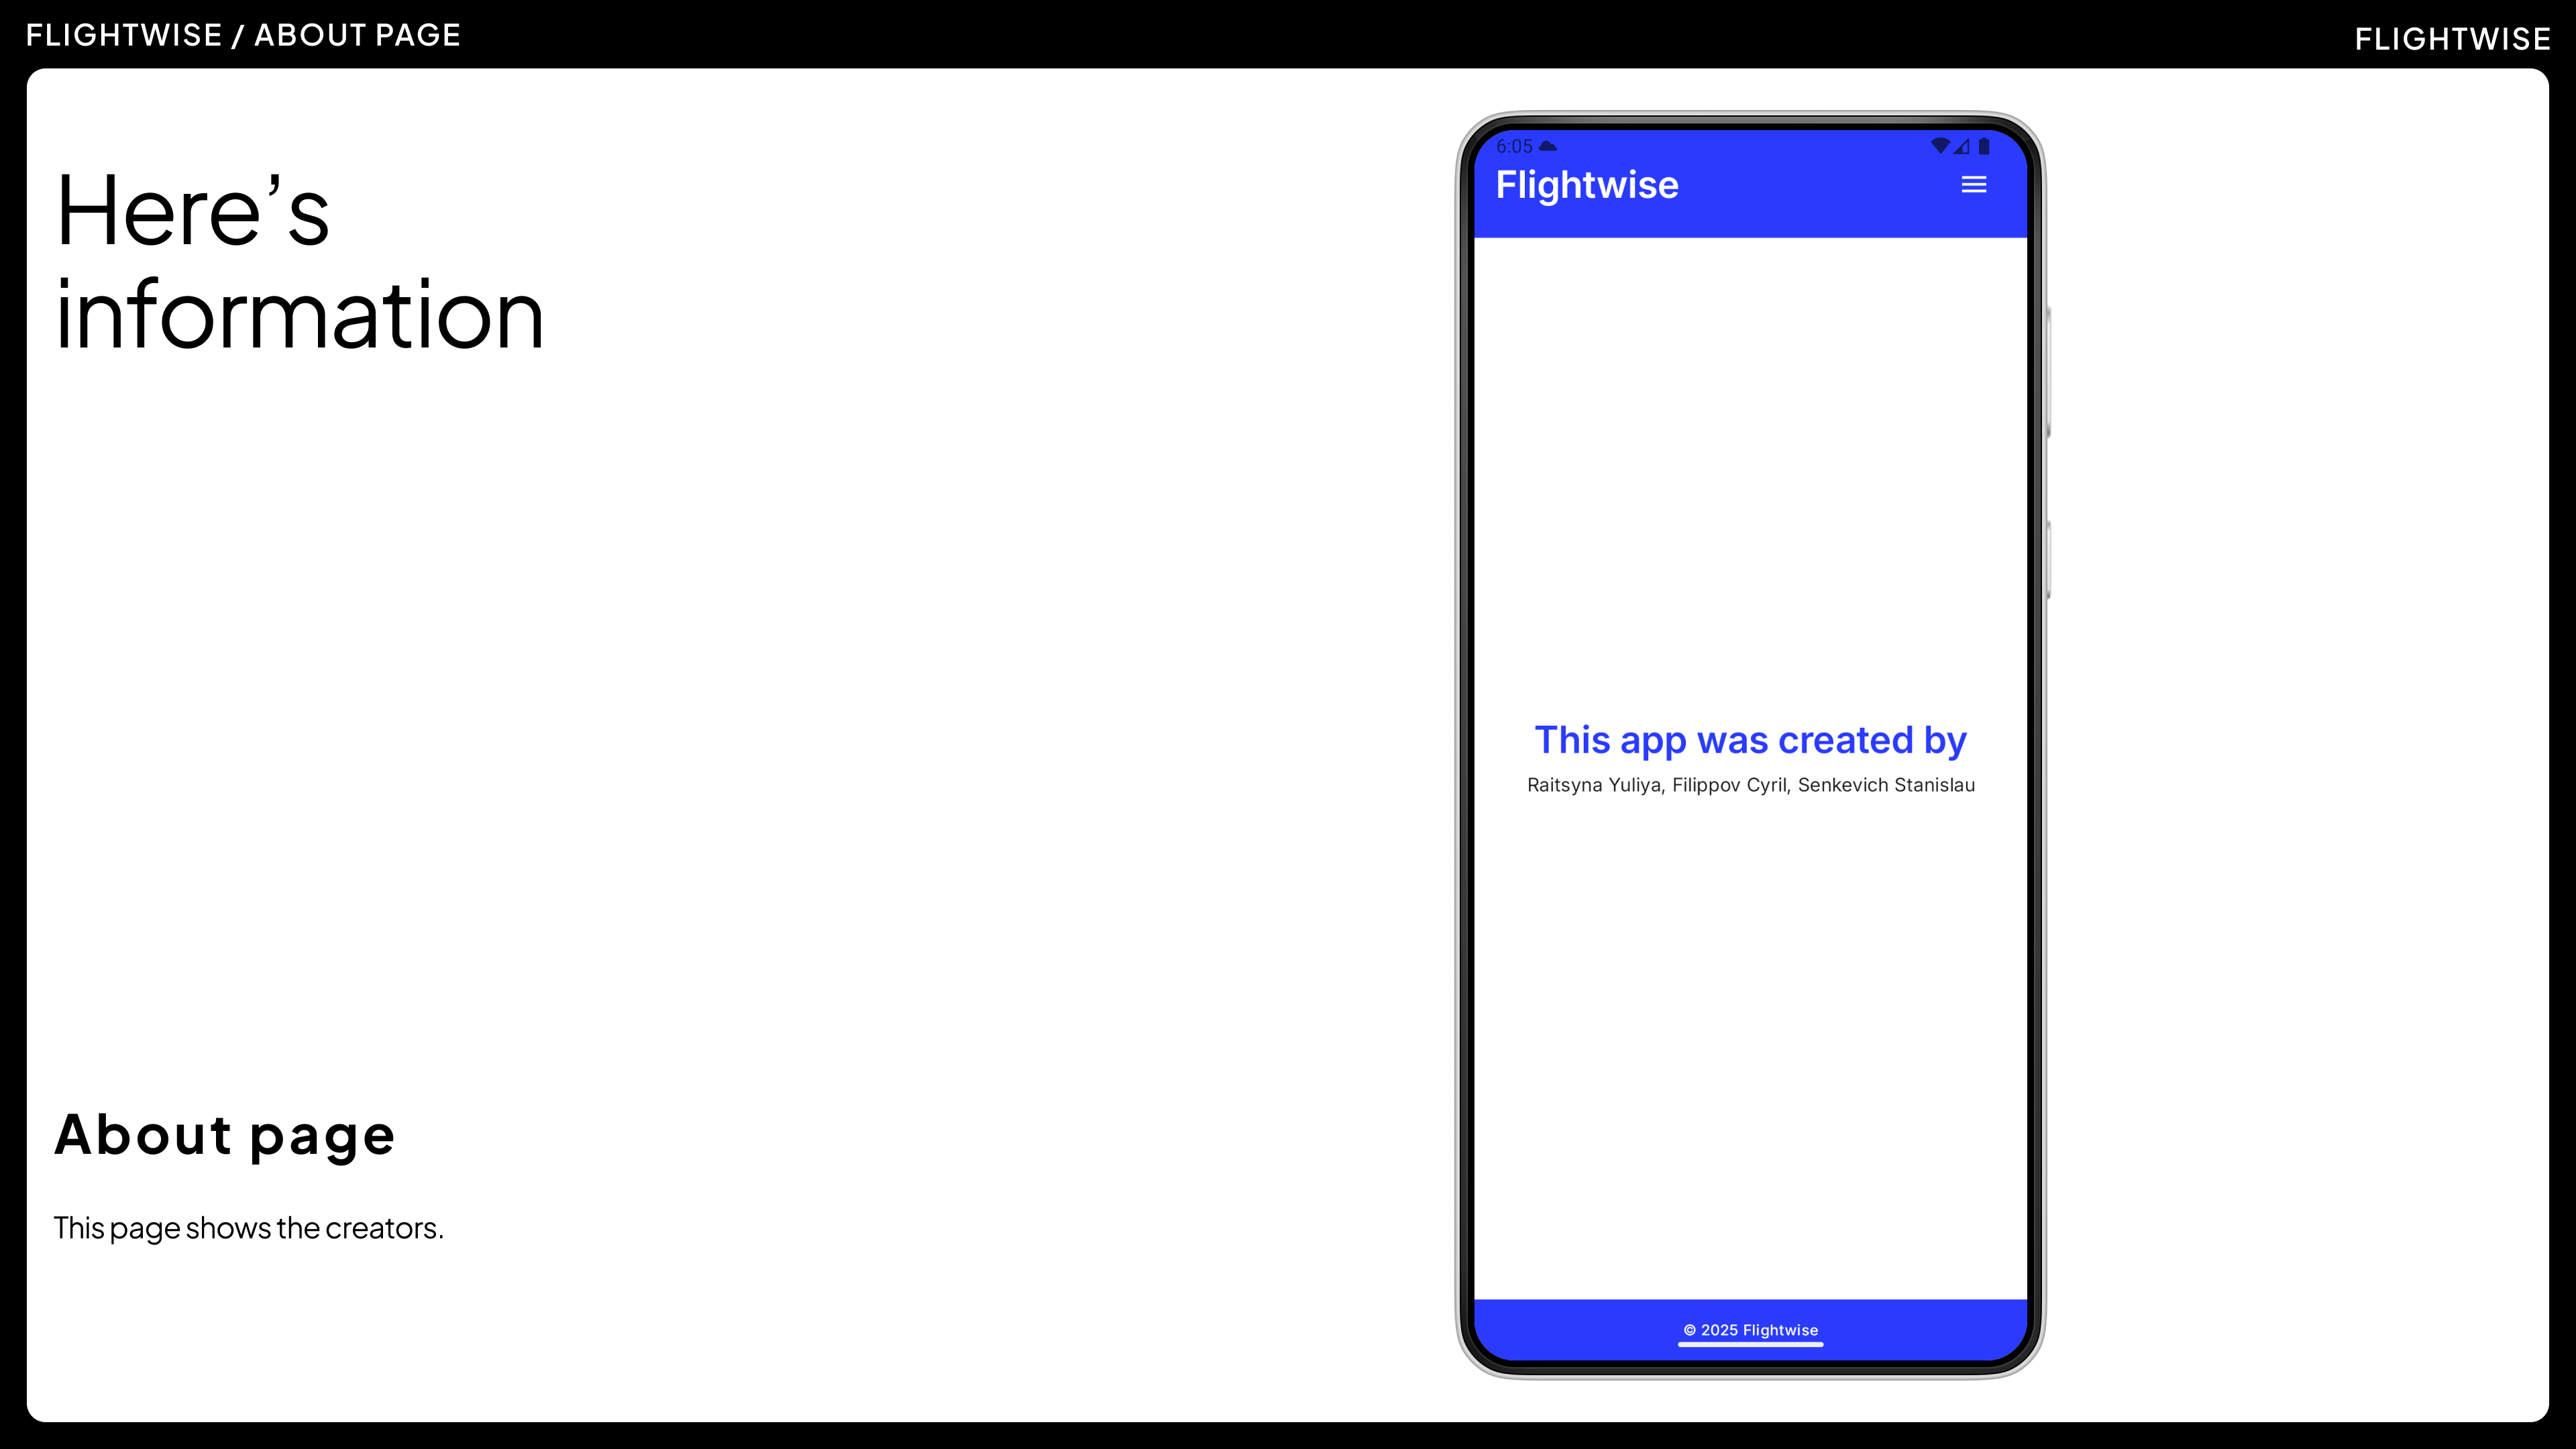 FLIGHTWISE / ABOUT PAGE
FLIGHTWISE
Here’s
information
About page
This page shows the creators.
6:05
Flightwise
This app was created by
Raitsyna Yuliya, Filippov Cyril, Senkevich Stanislau
© 2025 Flightwise